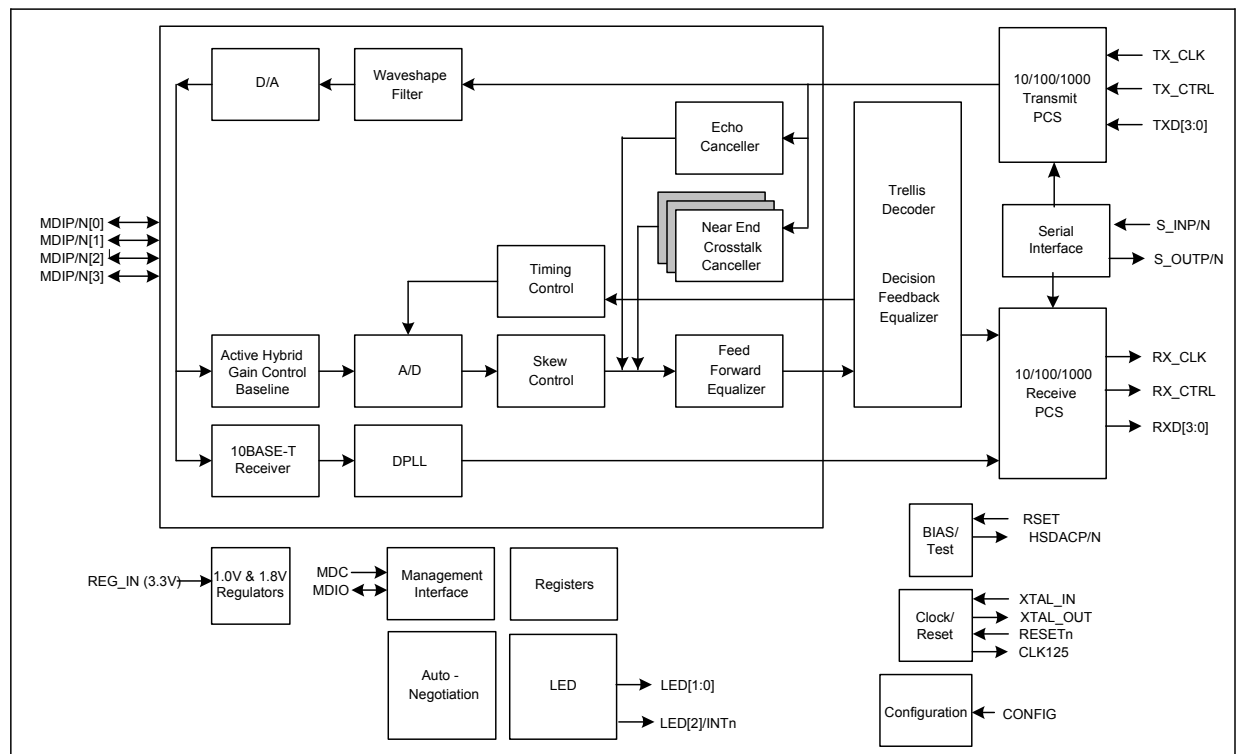 D/A
Waveshape
Filter
10/100/1000
Transmit
PCS
TX_CLK
TX_CTRL
TXD[3:0]
Echo
Canceller
Trellis
Decoder
Decision
Feedback
Equalizer
Near End
Crosstalk
Canceller
Serial
Interface
S_INP/N
S_OUTP/N
MDIP/N[0]
MDIP/N[1]
MDIP/N[2]
MDIP/N[3]
Timing
Control
Active Hybrid
Gain Control
Baseline
A/D
Skew
Control
Feed
Forward
Equalizer
10/100/1000
Receive
PCS
RX_CLK
RX_CTRL
RXD[3:0]
10BASE-T
Receiver
DPLL
BIAS/
Test
RSET
HSDACP/N
REG_IN (3.3V)
1.0V & 1.8V
Regulators
MDC
MDIO
Management
Interface
Registers
Clock/
Reset
XTAL_IN
XTAL_OUT
RESETn
CLK125
Auto -
Negotiation
LED
LED[1:0]
LED[2]/INTn
Configuration
CONFIG